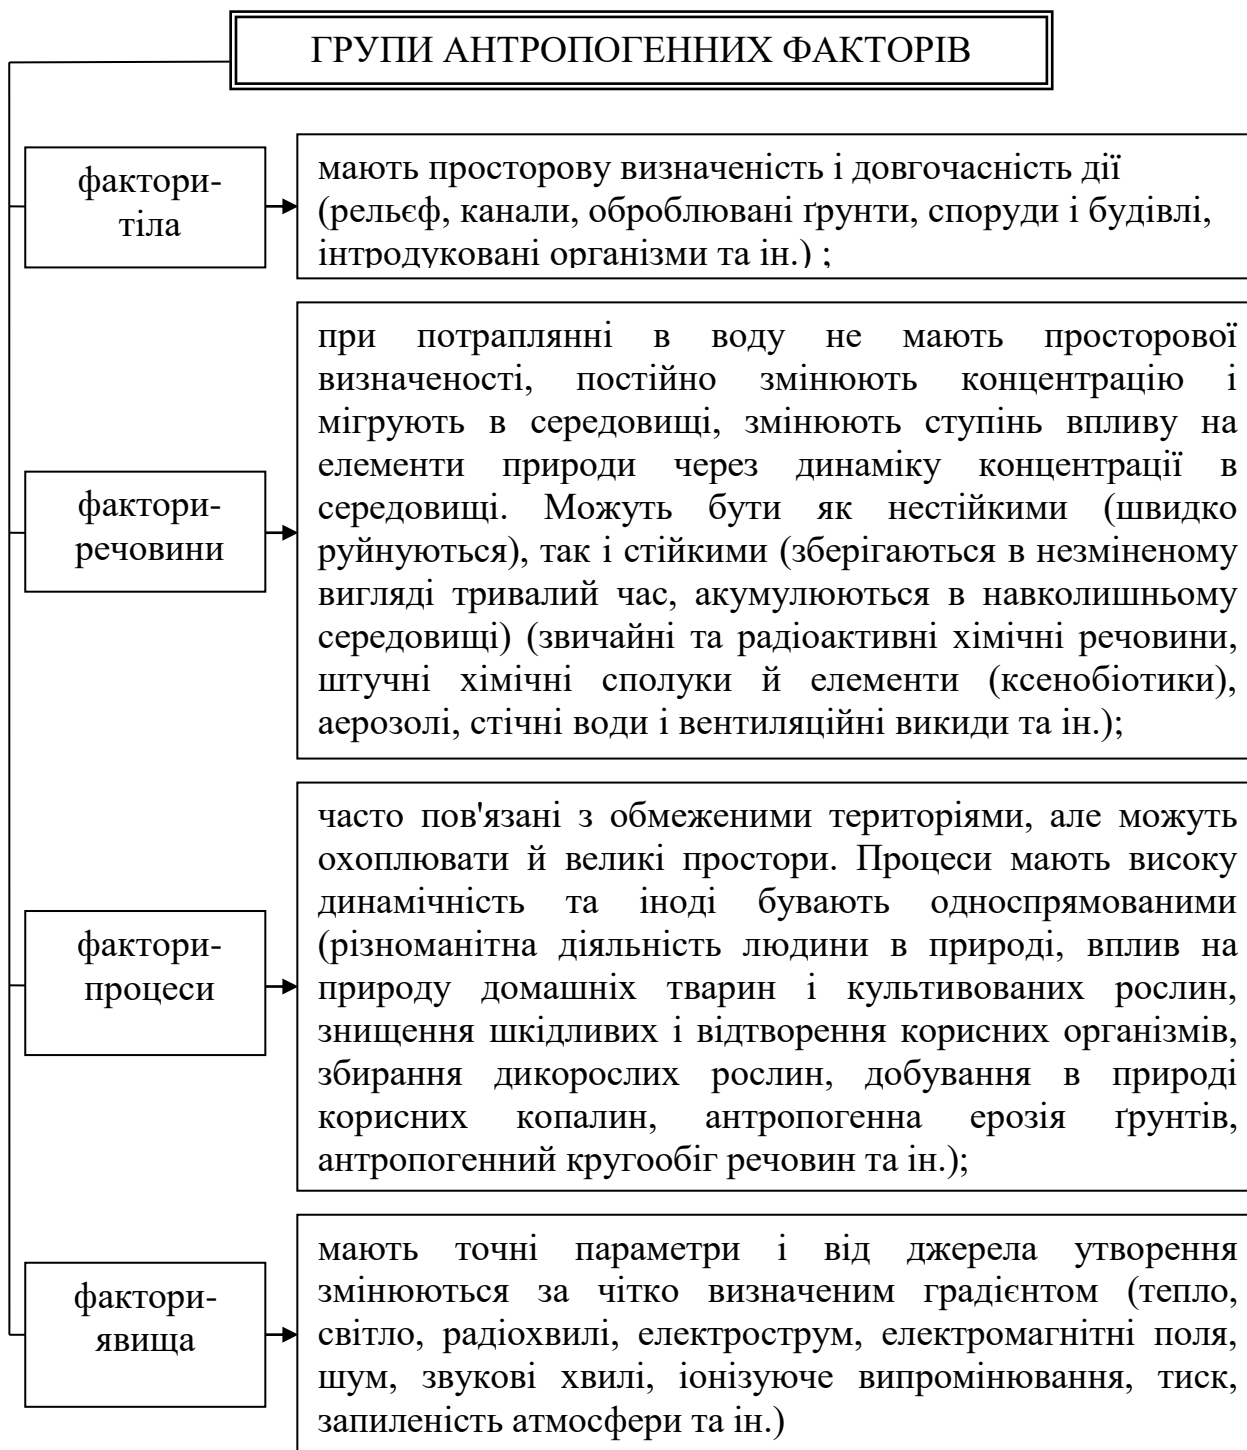 ГРУПИ АНТРОПОГЕННИХ ФАКТОРІВ
фактори-
тіла
мають просторову визначеність і довгочасність дії
(рельєф, канали, оброблювані ґрунти, споруди і будівлі,
інтродуковані організми та ін.) ;
фактори-
речовини
при потраплянні в воду не мають просторової
визначеності, постійно змінюють концентрацію і
мігрують в середовищі, змінюють ступінь впливу на
елементи природи через динаміку концентрації в
середовищі. Можуть бути як нестійкими (швидко
руйнуються), так і стійкими (зберігаються в незміненому
вигляді тривалий час, акумулюються в навколишньому
середовищі) (звичайні та радіоактивні хімічні речовини,
штучні хімічні сполуки й елементи (ксенобіотики),
аерозолі, стічні води і вентиляційні викиди та ін.);
фактори-
процеси
часто пов'язані з обмеженими територіями, але можуть
охоплювати й великі простори. Процеси мають високу
динамічність та іноді бувають односпрямованими
(різноманітна діяльність людини в природі, вплив на
природу домашніх тварин і культивованих рослин,
знищення шкідливих і відтворення корисних організмів,
збирання дикорослих рослин, добування в природі
корисних копалин, антропогенна ерозія ґрунтів,
антропогенний кругообіг речовин та ін.);
фактори-
явища
мають точні параметри і від джерела утворення
змінюються за чітко визначеним градієнтом (тепло,
світло, радіохвилі, електрострум, електромагнітні поля,
шум, звукові хвилі, іонізуюче випромінювання, тиск,
запиленість атмосфери та ін.)